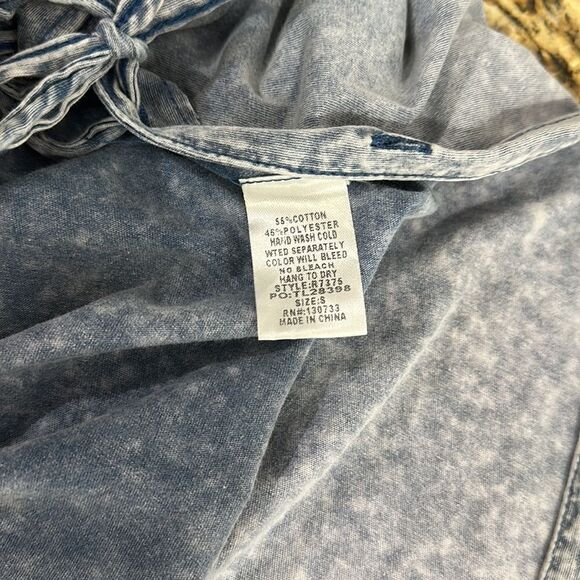 55%COTTON
45%POLYESTER
HAND WASH COLD
WTED SEPARATELY
COLOR WILL BLEED
NO BLEACH
HANG TO DRY
STYLE:R7375
PO:TL28398
SIZE:S
RN#:130733
MADE IN CHINA